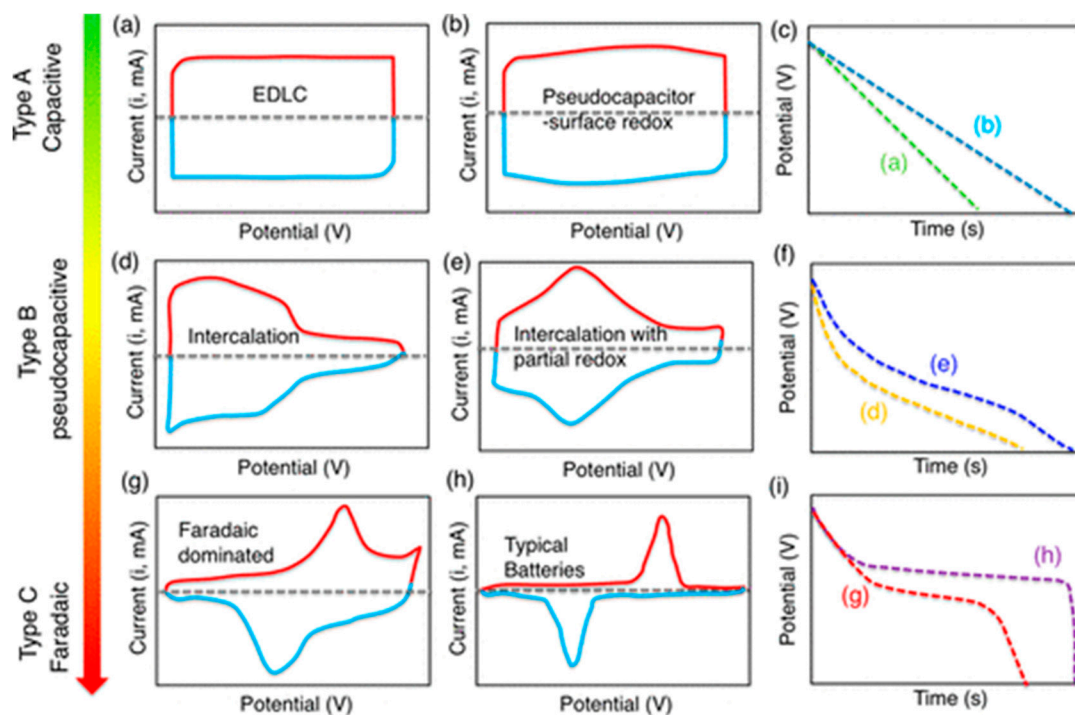 Type A
Capacitive
(a)
Current (i, mA)
EDLC
Potential (V)
(b)
Current (i, mA)
Pseudocapacitor
-surface redox
Potential (V)
(c)
Potential (V)
(b)
(a)
Time (s)
Type B
pseudocapacitive
(d)
Current (i, mA)
Intercalation
Potential (V)
(e)
Current (i, mA)
Intercalation with
partial redox
Potential (V)
(f)
Potential (V)
(e)
(d)
Time (s)
Type C
Faradaic
(g)
Current (i, mA)
Faradaic
dominated
Potential (V)
(h)
Current (i, mA)
Typical
Batteries
Potential (V)
(i)
Potential (V)
(h)
(g)
Time (s)